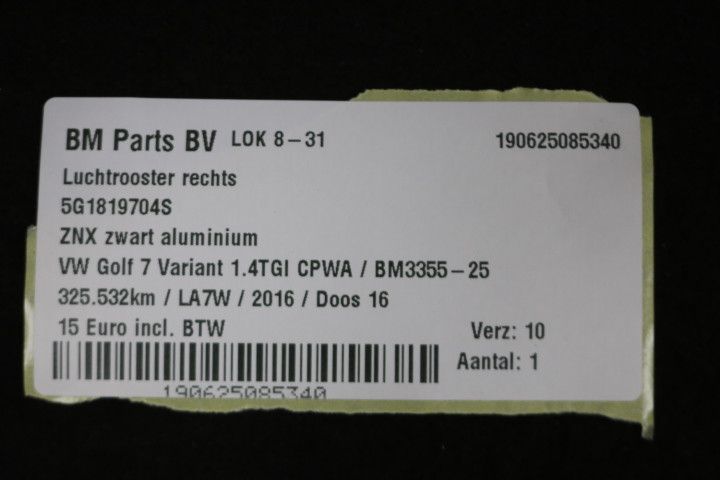 BM Parts BV LOK 8-31 190625085340
Luchtrooster rechts
5G1819704S
ZNX zwart aluminium
VW Golf 7 Variant 1.4TGI CPWA / BM3355-25
325.532km / LA7W / 2016 / Doos 16
15 Euro incl. BTW Verz: 10
Aantal: 1
190625085340